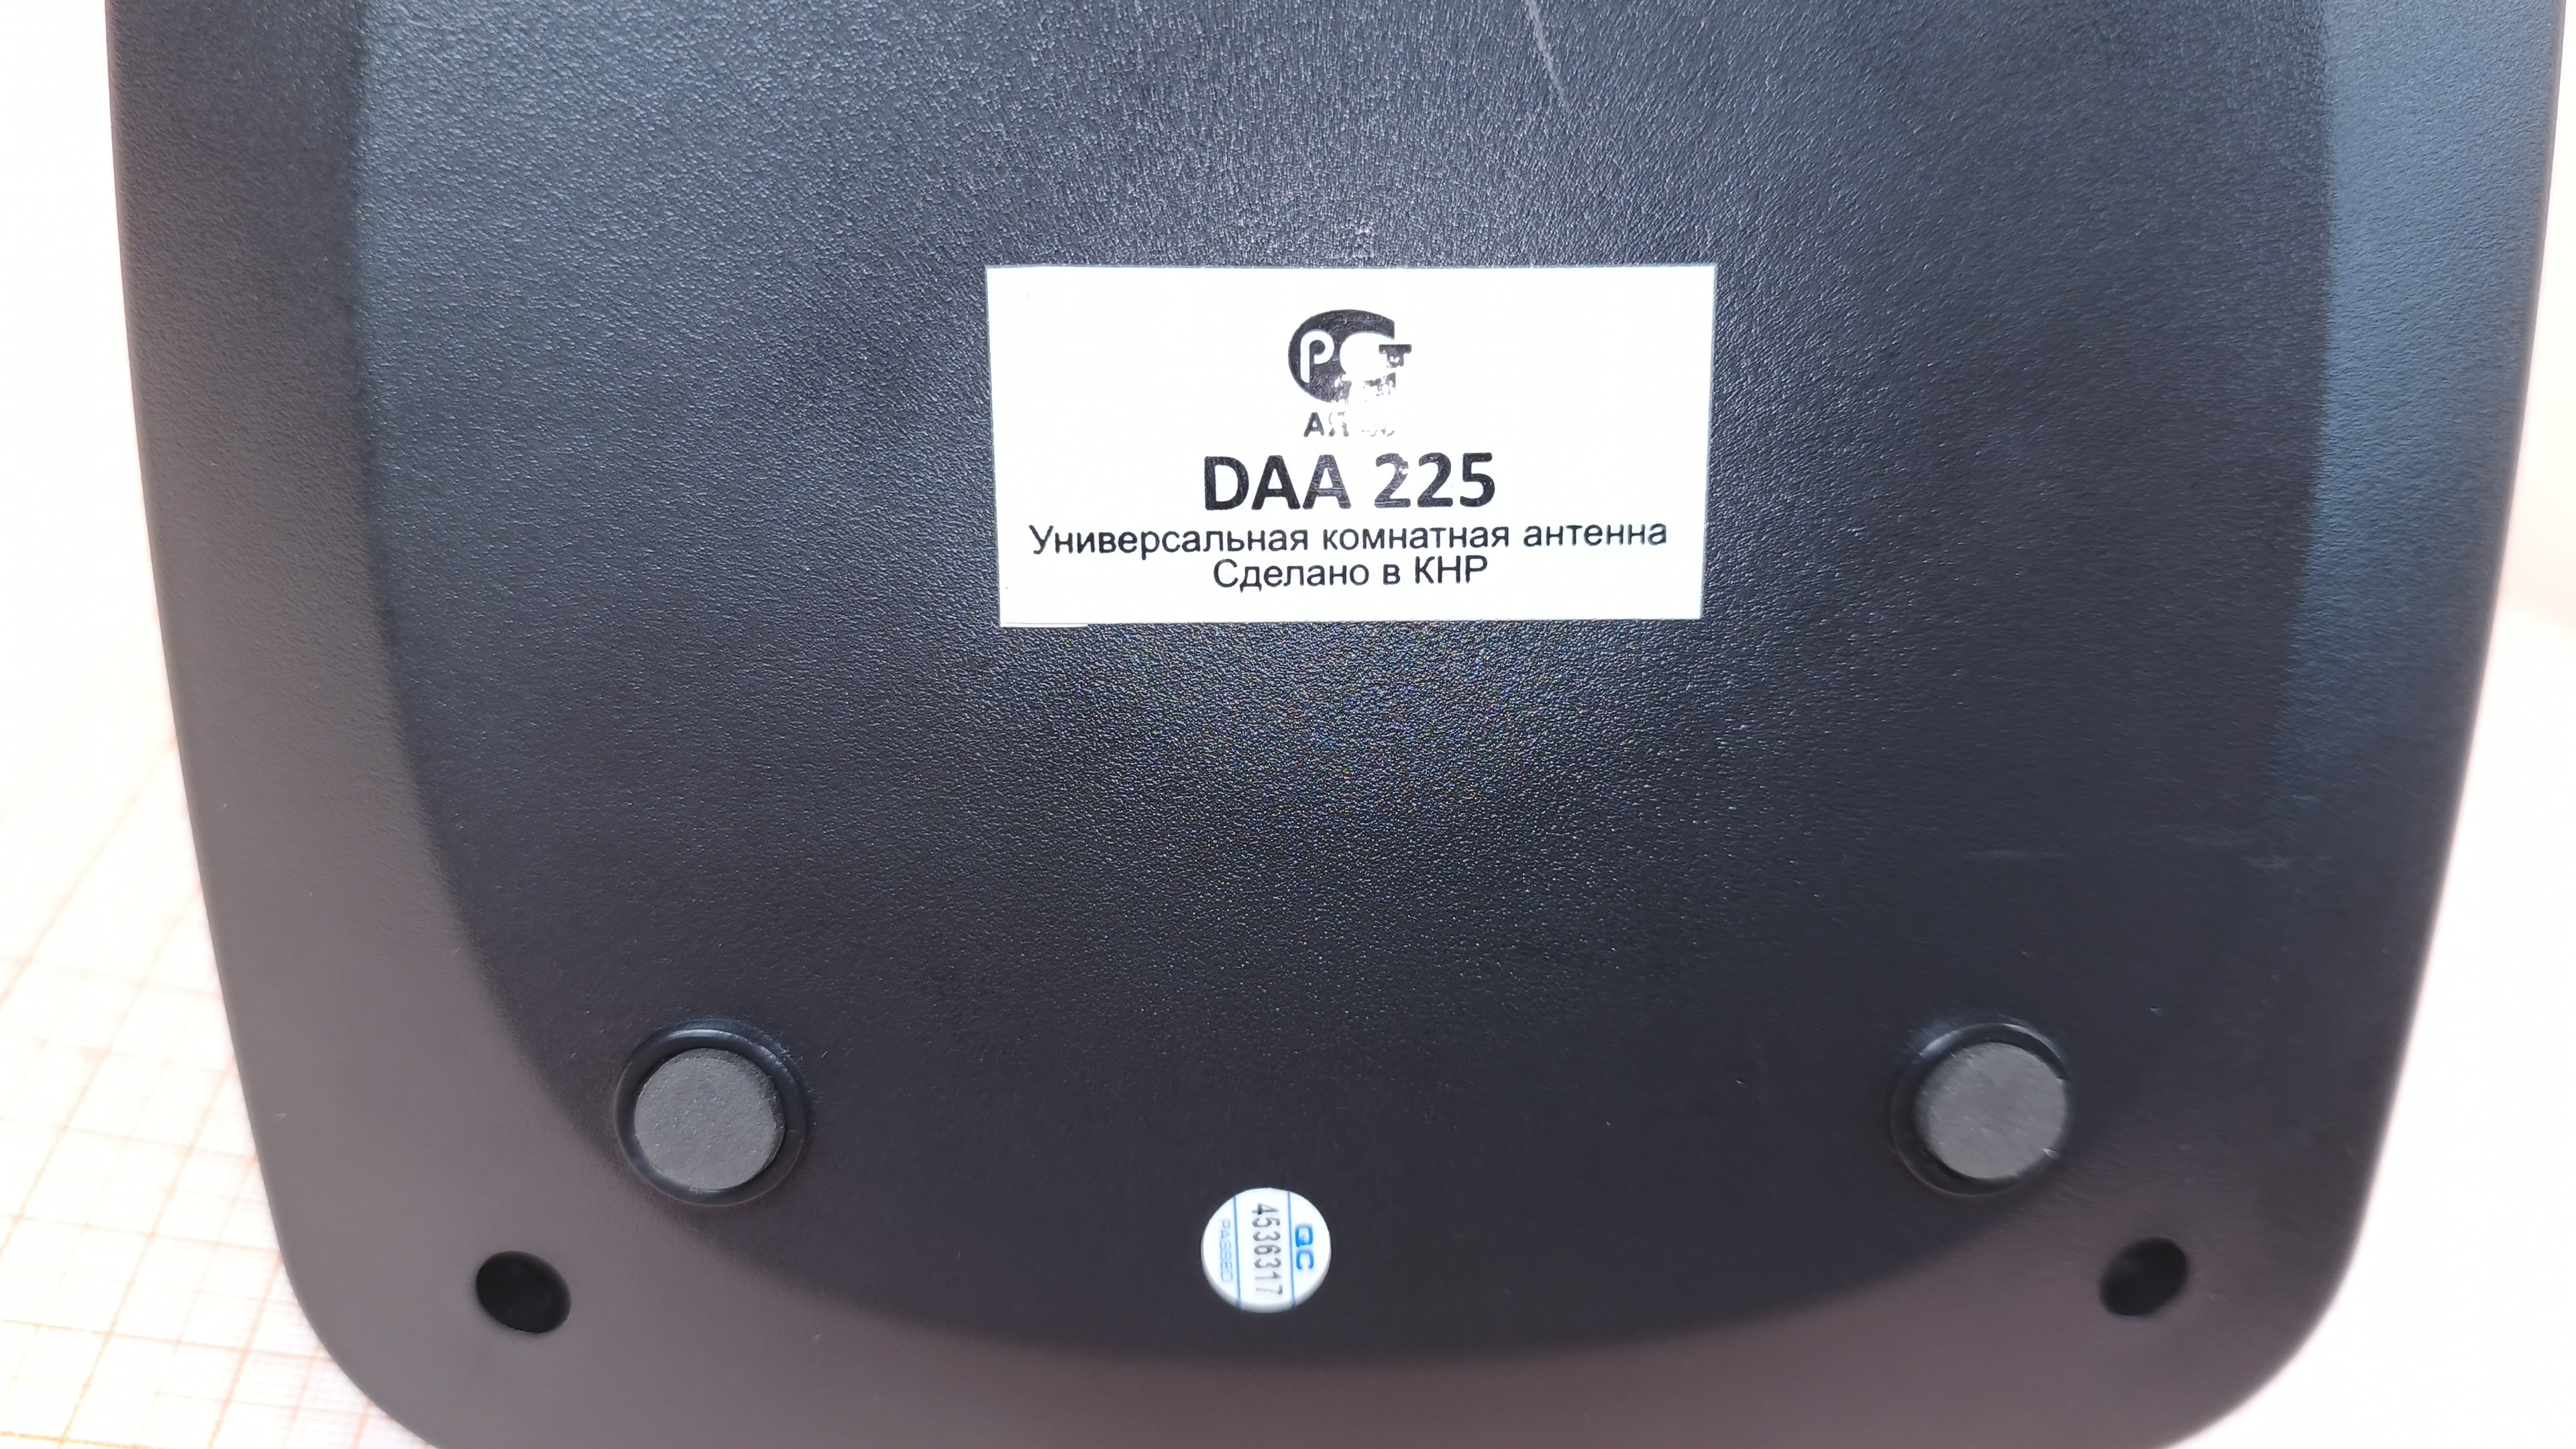 DAA 225
Универсальная комнатная антенна
Сделано в КНР
QC
4536317
PASSED